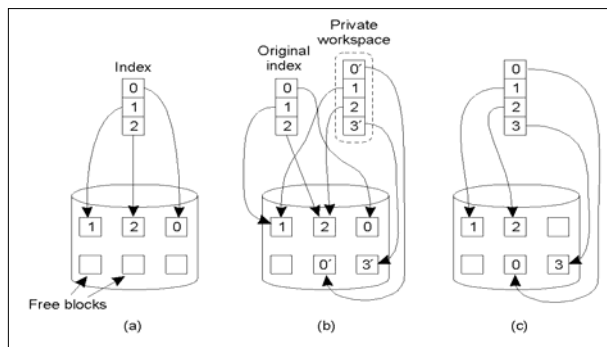 Private
workspace
Original
index
Index
0
1
2
0
1
2
0′
1
2
3′
0
1
2
3
1 2 0
1 2 0
1 2
0′ 3′
0 3
Free blocks
(a) (b) (c)